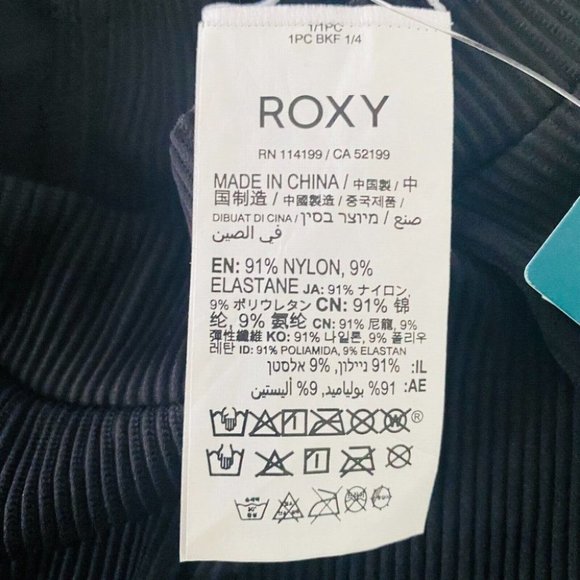 1/1PC
1PC BKF 1/4
ROXY
RN 114199 / CA 52199
MADE IN CHINA / 中国製 / 中
国制造 / 中國製造 / 중국제품 /
DIBUAT DI CINA / מיוצר בסין / صنع
في الصين
EN: 91% NYLON, 9%
ELASTANE JA: 91% ナイロン,
9% ポリウレタン CN: 91% 锦
纶, 9% 氨纶 CN: 91% 尼龍, 9%
彈性纖維 KO: 91% 나일론, 9% 폴리우
레탄 ID: 91% POLIAMIDA, 9% ELASTAN
IL: 91% ניילון, 9% אלסטן
AE: 91% بولياميد, 9% أليستين
®